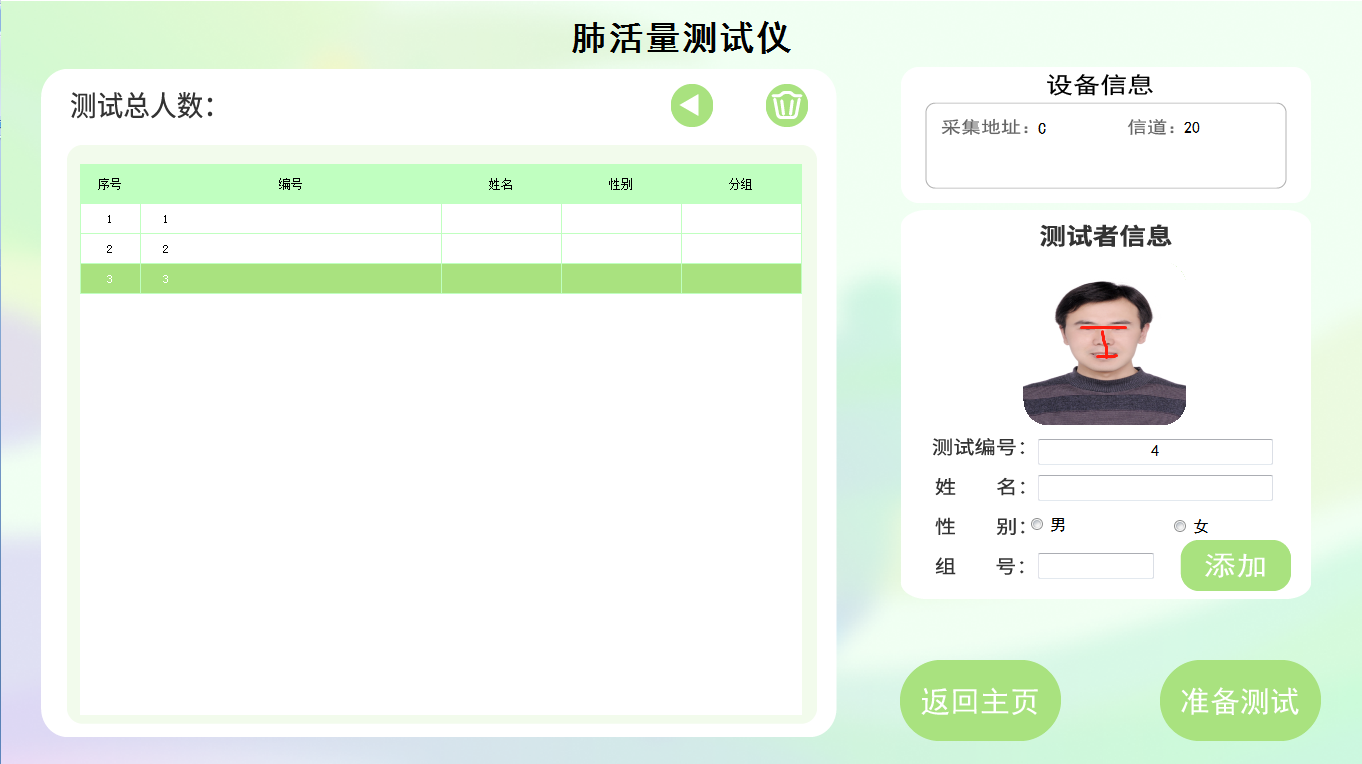 肺活量测试仪
测试总人数：
序号 编号 姓名 性别 分组
1 1
2 2
3 3
设备信息
采集地址：C 信道：20
测试者信息
测试编号： 4
姓 名：
性 别： 男 女
组 号：
添加
返回主页 准备测试